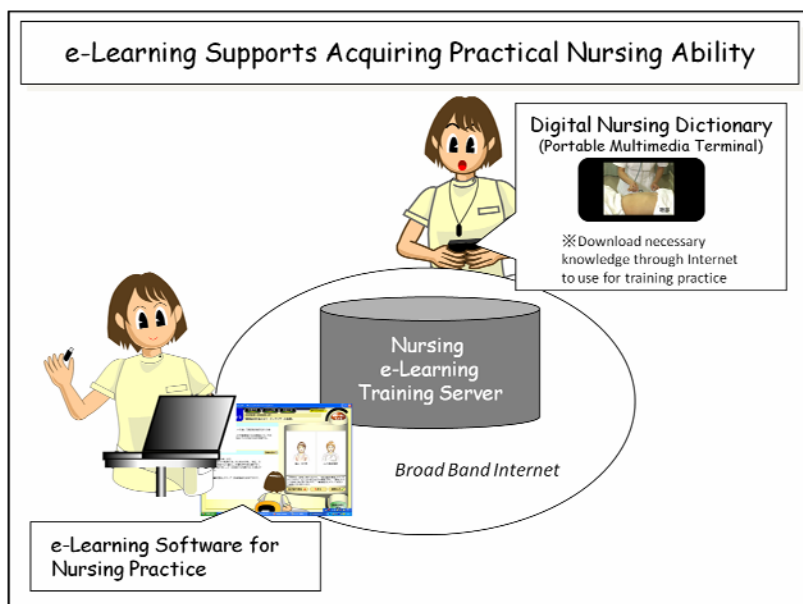 e-Learning Supports Acquiring Practical Nursing Ability
Digital Nursing Dictionary
(Portable Multimedia Terminal)
※Download necessary
knowledge through Internet
to use for training practice
Nursing
e-Learning
Training Server
Broad Band Internet
e-Learning Software for
Nursing Practice